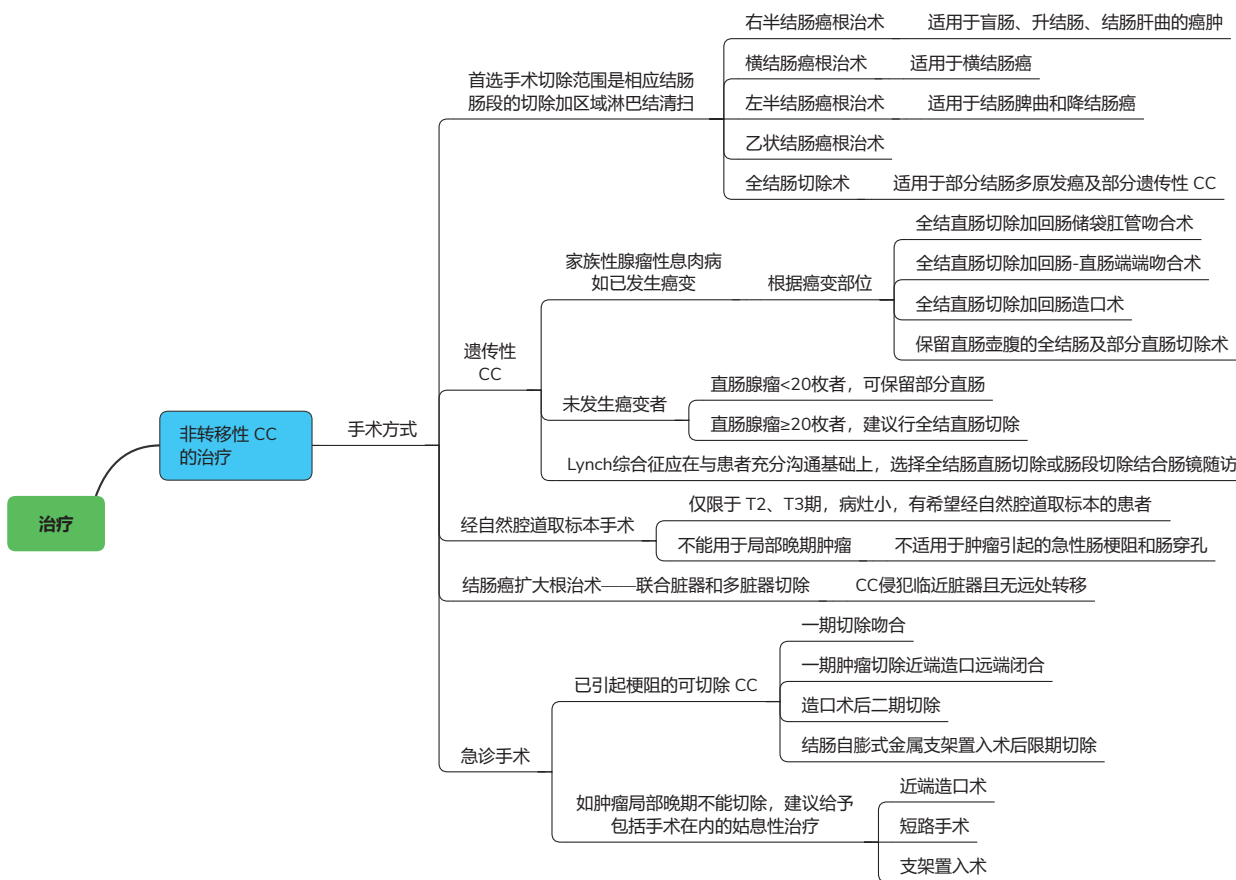 治疗
非转移性 CC
的治疗
手术方式
首选手术切除范围是相应结肠
肠段的切除加区域淋巴结清扫
右半结肠癌根治术
适用于盲肠、升结肠、结肠肝曲的癌肿
横结肠癌根治术
适用于横结肠癌
左半结肠癌根治术
适用于结肠脾曲和降结肠癌
乙状结肠癌根治术
全结肠切除术
适用于部分结肠多原发癌及部分遗传性 CC
遗传性
CC
家族性腺瘤性息肉病
如已发生癌变
根据癌变部位
全结直肠切除加回肠储袋肛管吻合术
全结直肠切除加回肠-直肠端端吻合术
全结直肠切除加回肠造口术
保留直肠壶腹的全结肠及部分直肠切除术
未发生癌变者
直肠腺瘤<20枚者，可保留部分直肠
直肠腺瘤≥20枚者，建议行全结直肠切除
Lynch综合征应在与患者充分沟通基础上，选择全结肠直肠切除或肠段切除结合肠镜随访
经自然腔道取标本手术
仅限于 T2、T3期，病灶小，有希望经自然腔道取标本的患者
不能用于局部晚期肿瘤
不适用于肿瘤引起的急性肠梗阻和肠穿孔
结肠癌扩大根治术——联合脏器和多脏器切除
CC侵犯临近脏器且无远处转移
急诊手术
已引起梗阻的可切除 CC
一期切除吻合
一期肿瘤切除近端造口远端闭合
造口术后二期切除
结肠自膨式金属支架置入术后限期切除
如肿瘤局部晚期不能切除，建议给予
包括手术在内的姑息性治疗
近端造口术
短路手术
支架置入术